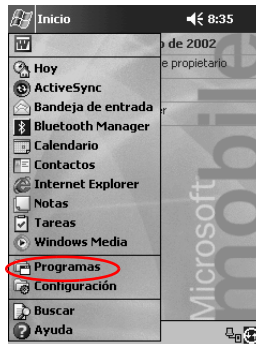 Inicio 8:35
de 2002
Hoy
e propietario
ActiveSync
Bandeja de entrada
Bluetooth Manager
Calendario
Contactos
Internet Explorer
Notas
Tareas
Windows Media
Programas
Configuración
Buscar
Ayuda
Microsoft
mobile